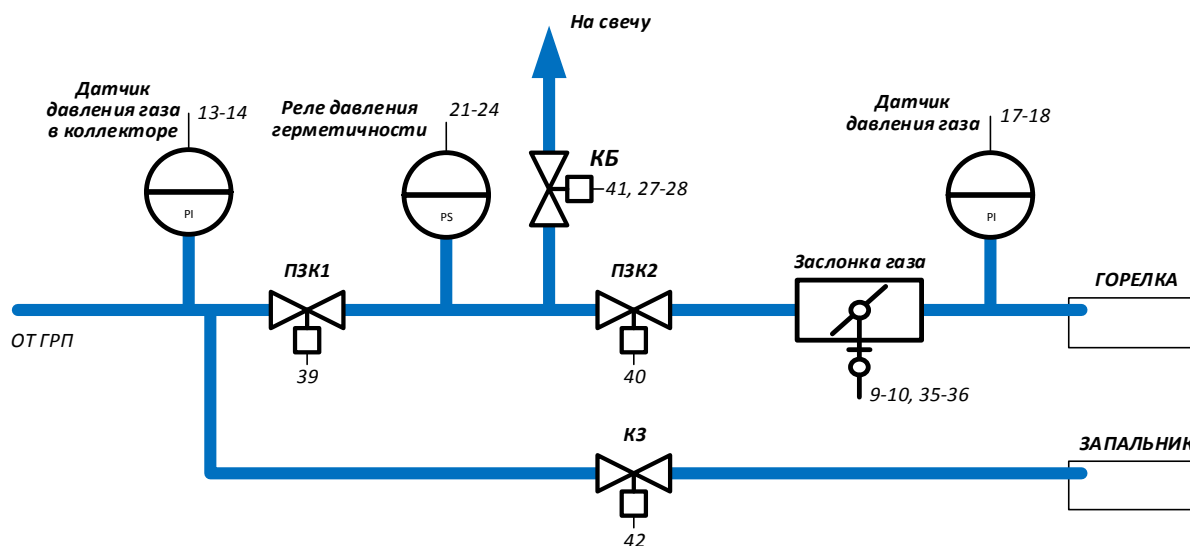 На свечу
Датчик
давления газа
в коллекторе
13-14
Реле давления
герметичности
21-24
КБ
41, 27-28
Датчик
давления газа
17-18
PI
PS
PI
ПЗК1
ПЗК2
Заслонка газа
ГОРЕЛКА
ОТ ГРП
39
40
9-10, 35-36
КЗ
ЗАПАЛЬНИК
42